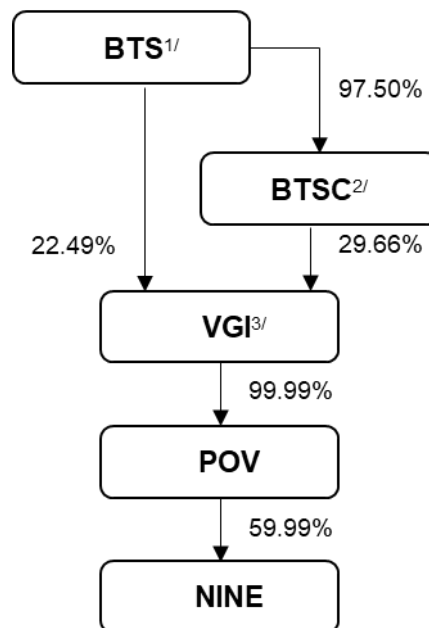 BTS1/
97.50%
BTSC2/
22.49%
29.66%
VGI3/
99.99%
POV
59.99%
NINE